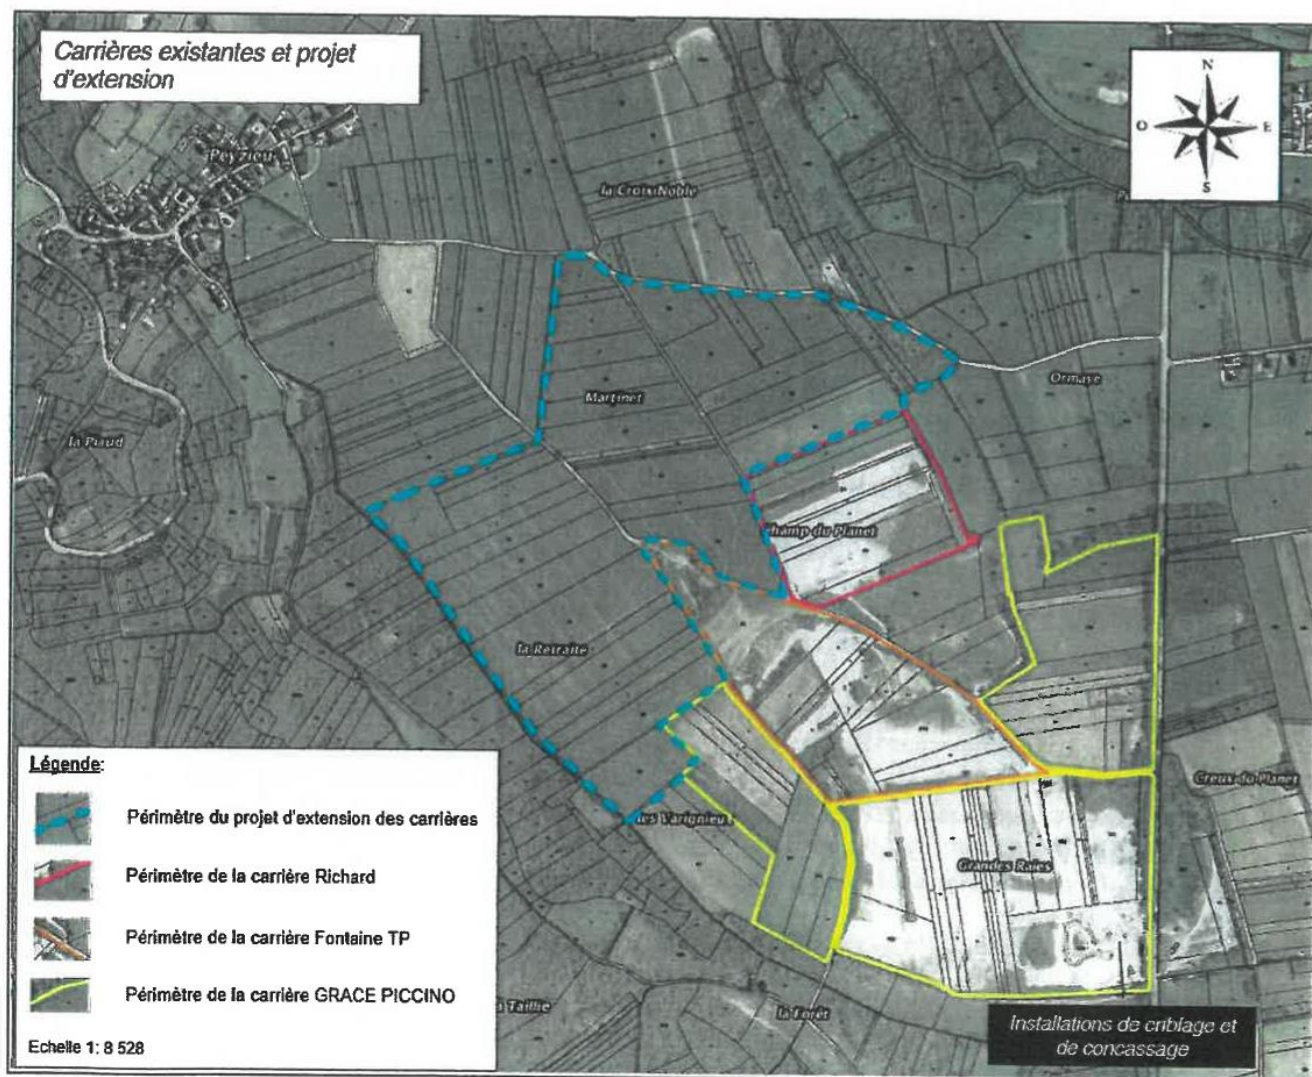 Carrières existantes et projet
d'extension
N
O
E
S
Peyzieu
la Croix Noble
Martinet
Ormaye
la Piaud
hamp du Planet
la Retraite
Creux du Planet
les Varignieu
Grandes Raies
Taillie
la Forêt
Légende:
Périmètre du projet d'extension des carrières
Périmètre de la carrière Richard
Périmètre de la carrière Fontaine TP
Périmètre de la carrière GRACE PICCINO
Echelle 1: 8 528
Installations de criblage et
de concassage